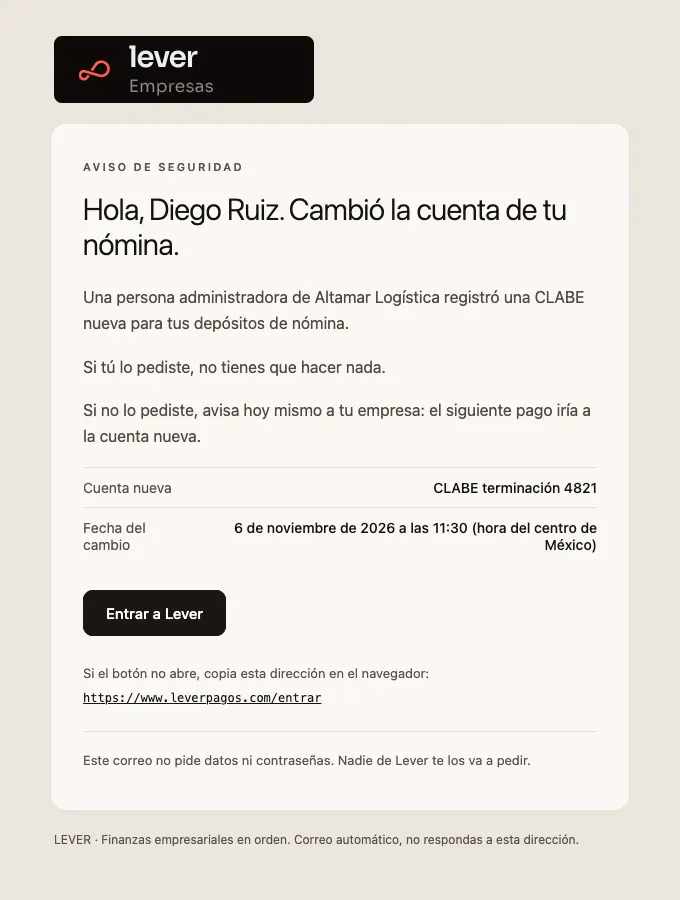 lever
Empresas
AVISO DE SEGURIDAD
Hola, Diego Ruiz. Cambió la cuenta de tu
nómina.
Una persona administradora de Altamar Logística registró una CLABE
nueva para tus depósitos de nómina.
Si tú lo pediste, no tienes que hacer nada.
Si no lo pediste, avisa hoy mismo a tu empresa: el siguiente pago iría a
la cuenta nueva.
Cuenta nueva CLABE terminación 4821
Fecha del cambio 6 de noviembre de 2026 a las 11:30 (hora del centro de
México)
Entrar a Lever
Si el botón no abre, copia esta dirección en el navegador:
https://www.leverpagos.com/entrar
Este correo no pide datos ni contraseñas. Nadie de Lever te los va a pedir.
LEVER · Finanzas empresariales en orden. Correo automático, no respondas a esta dirección.